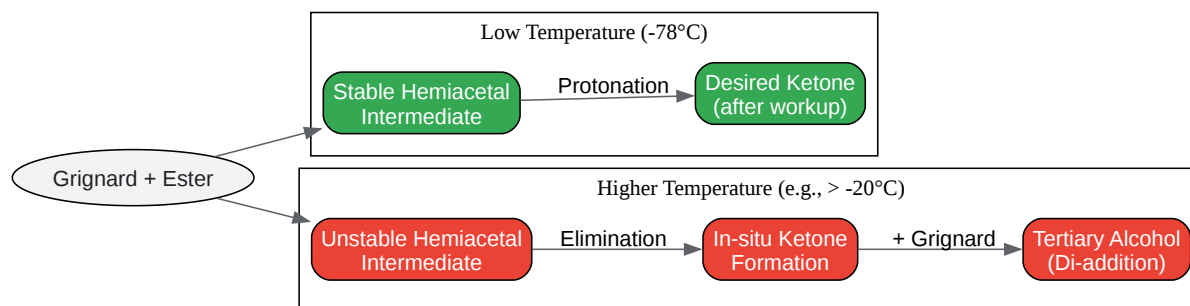 Low Temperature (-78°C)
Stable Hemiacetal
Intermediate
Protonation
Desired Ketone
(after workup)
Grignard + Ester
Higher Temperature (e.g., > -20°C)
Unstable Hemiacetal
Intermediate
Elimination
In-situ Ketone
Formation
+ Grignard
Tertiary Alcohol
(Di-addition)